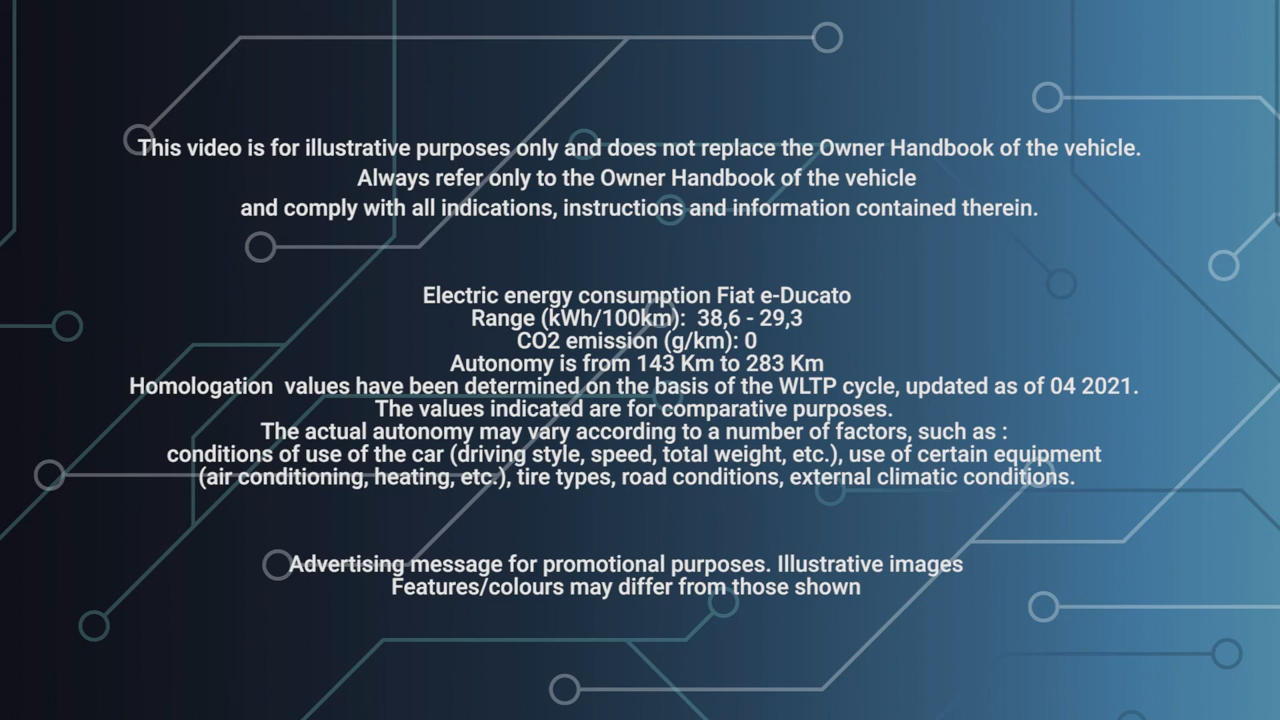 This video is for illustrative purposes only and does not replace the Owner Handbook of the vehicle.
Always refer only to the Owner Handbook of the vehicle
and comply with all indications, instructions and information contained therein.
Electric energy consumption Fiat e-Ducato
Range (kWh/100km):  38,6 - 29,3
CO2 emission (g/km): 0
Autonomy is from 143 Km to 283 Km
Homologation  values have been determined on the basis of the WLTP cycle, updated as of 04 2021.
The values indicated are for comparative purposes.
The actual autonomy may vary according to a number of factors, such as :
conditions of use of the car (driving style, speed, total weight, etc.), use of certain equipment
(air conditioning, heating, etc.), tire types, road conditions, external climatic conditions.
Advertising message for promotional purposes. Illustrative images
Features/colours may differ from those shown